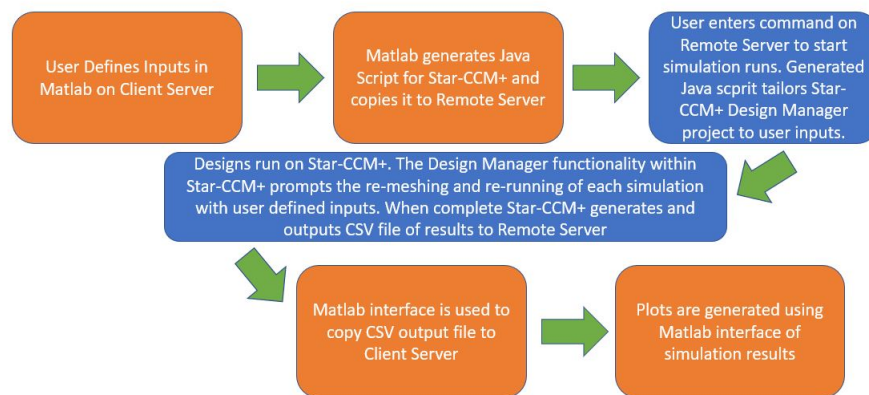 User Defines Inputs in
Matlab on Client Server
Matlab generates Java
Script for Star-CCM+ and
copies it to Remote Server
User enters command on
Remote Server to start
simulation runs. Generated
Java scprit tailors Star-
CCM+ Design Manager
project to user inputs.
Designs run on Star-CCM+. The Design Manager functionality within
Star-CCM+ prompts the re-meshing and re-running of each simulation
with user defined inputs. When complete Star-CCM+ generates and
outputs CSV file of results to Remote Server
Matlab interface is used to
copy CSV output file to
Client Server
Plots are generated using
Matlab interface of
simulation results